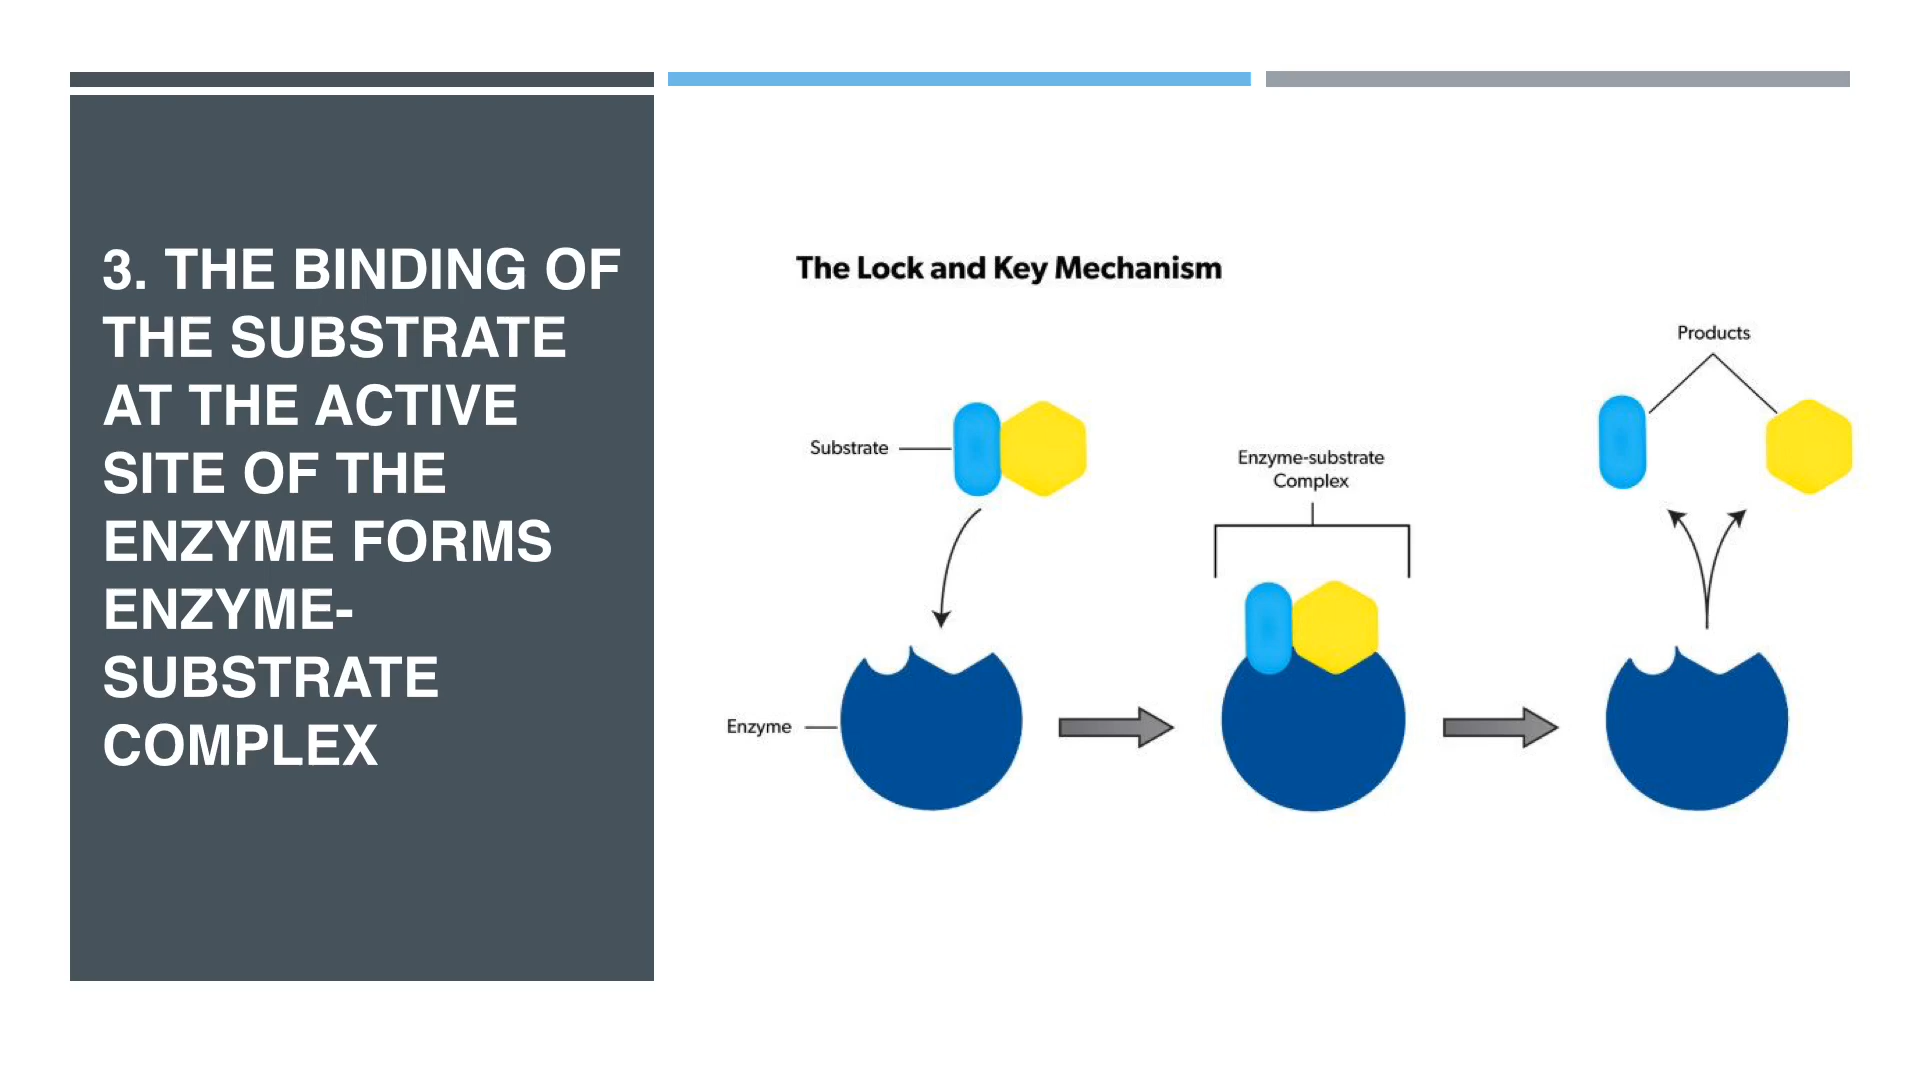 3. THE BINDING OF
THE SUBSTRATE
AT THE ACTIVE
SITE OF THE
ENZYME FORMS
ENZYME-
SUBSTRATE
COMPLEX
The Lock and Key Mechanism
Products
Substrate
Enzyme-substrate
Complex
Enzyme